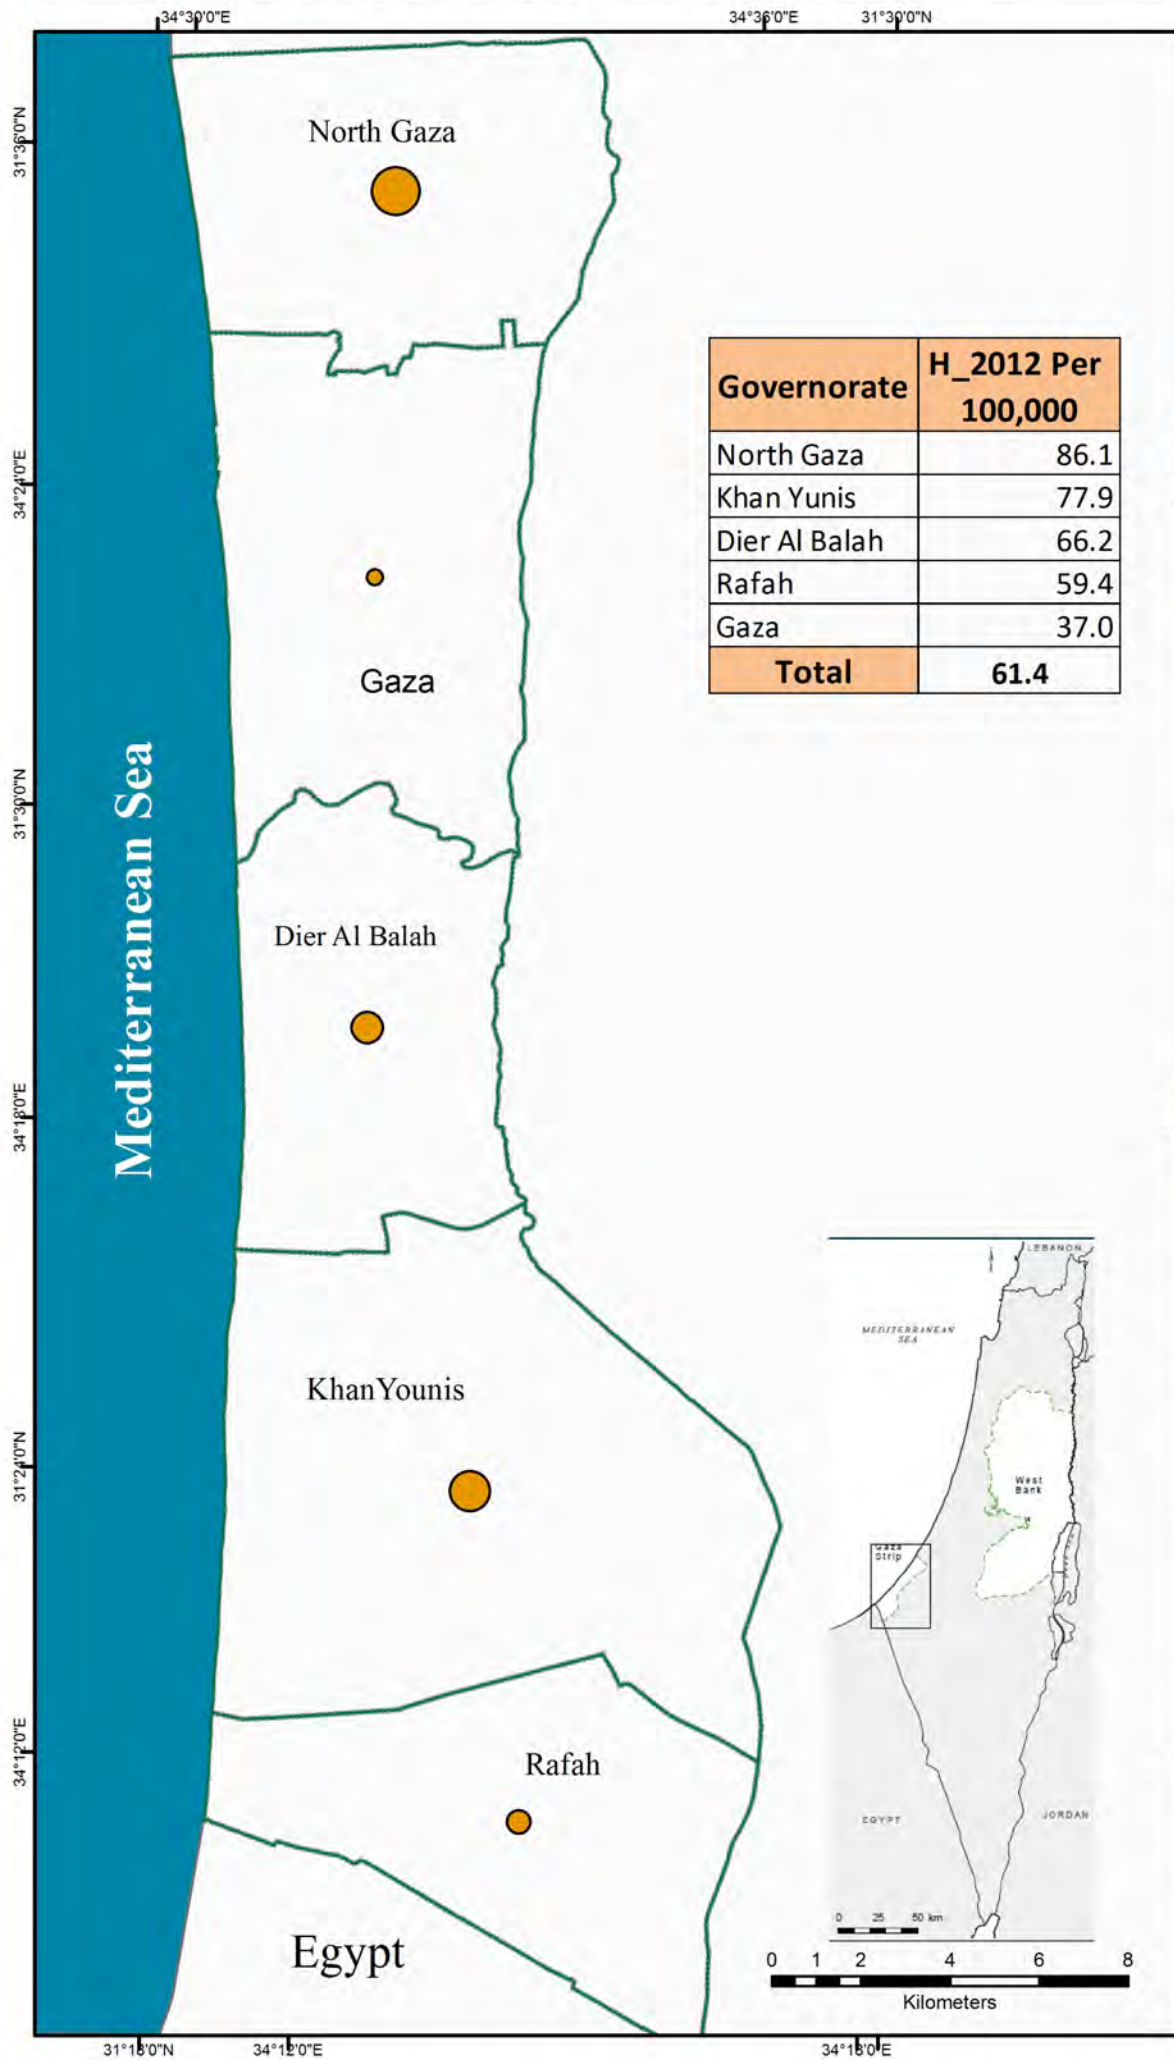 34°30'0"E
34°36'0"E
31°30'0"N
31°36'0"N
34°24'0"E
31°30'0"N
34°18'0"E
31°24'0"N
34°12'0"E
North Gaza
Gaza
Dier Al Balah
KhanYounis
Rafah
Egypt
Mediterranean Sea
Governorate H_2012 Per
100,000
North Gaza 86.1
Khan Yunis 77.9
Dier Al Balah 66.2
Rafah 59.4
Gaza 37.0
Total 61.4
LEBANON
MEDITERRANEAN
SEA
West
Bank
Gaza
Strip
EGYPT
JORDAN
0 25 50 km
0 1 2 4 6 8
Kilometers
31°18'0"N
34°12'0"E
34°18'0"E